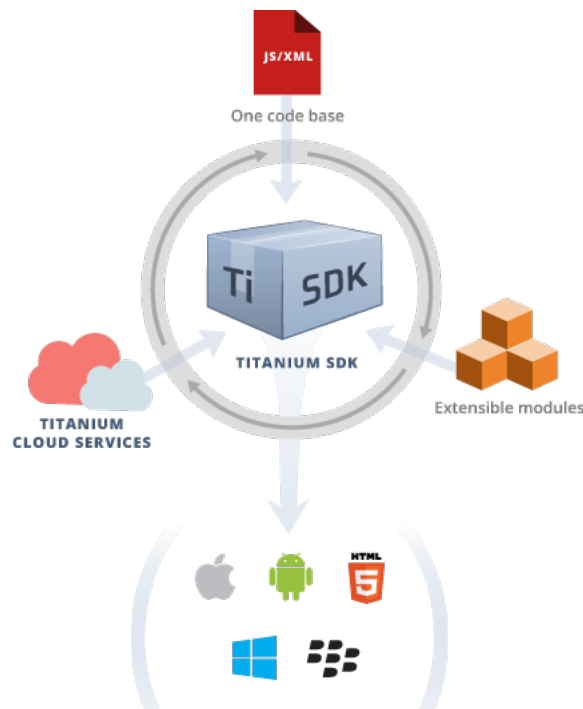 JS/XML
One code base
Ti SDK
TITANIUM SDK
TITANIUM
CLOUD SERVICES
Extensible modules
HTML
5